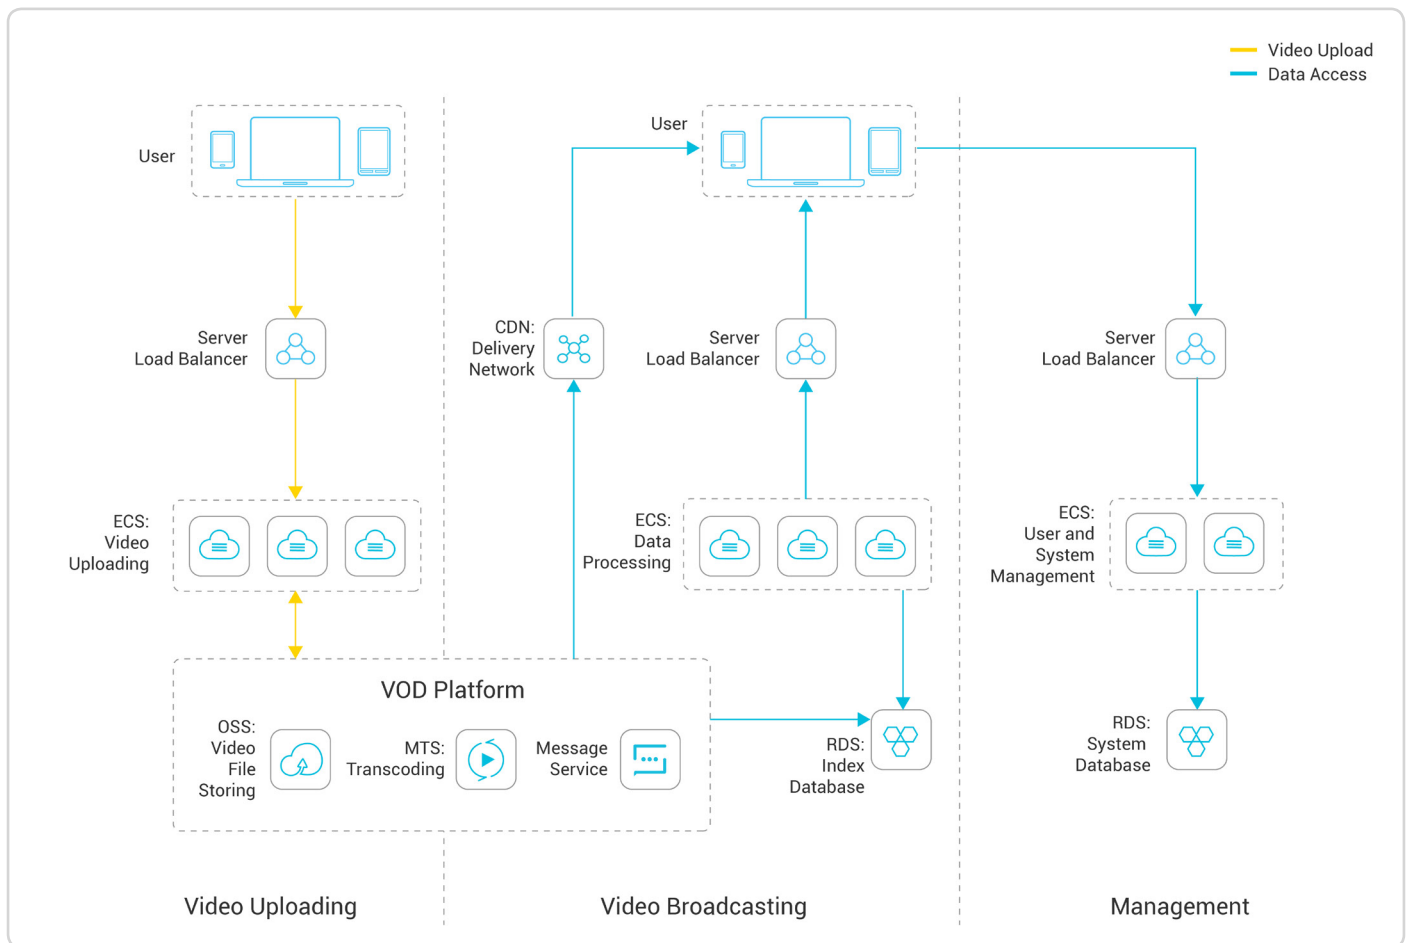 Video Upload
Data Access
User
User
Server
Load Balancer
CDN:
Delivery
Network
Server
Load Balancer
Server
Load Balancer
ECS:
Video
Uploading
ECS:
Data
Processing
ECS:
User and
System
Management
VOD Platform
OSS:
Video
File
Storing
MTS:
Transcoding
Message
Service
RDS:
Index
Database
RDS:
System
Database
Video Uploading
Video Broadcasting
Management